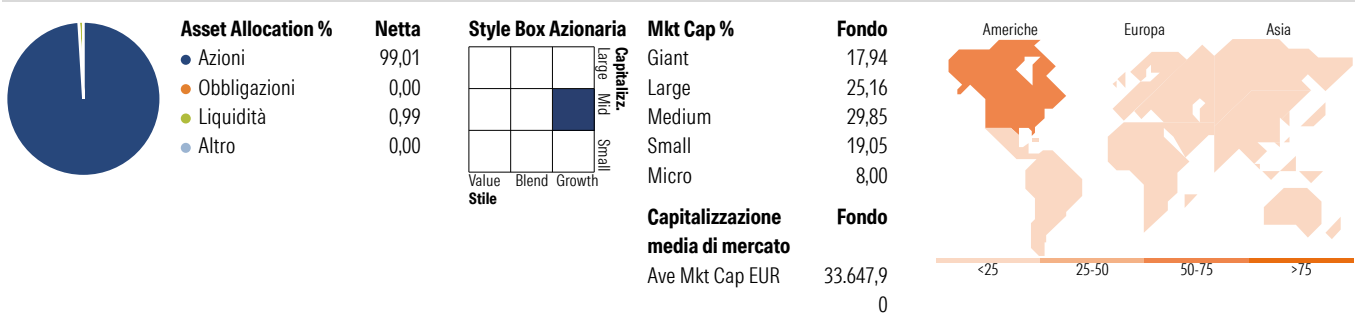 Asset Allocation % Netta
Azioni 99,01
Obbligazioni 0,00
Liquidità 0,99
Altro 0,00
Style Box Azionaria
Capitalizz.
Large Mid Small
Value Blend Growth
Stile
Mkt Cap % Fondo
Giant 17,94
Large 25,16
Medium 29,85
Small 19,05
Micro 8,00
Capitalizzazione Fondo
media di mercato
Ave Mkt Cap EUR 33.647,9
0
Americhe Europa Asia
<25 25-50 50-75 >75